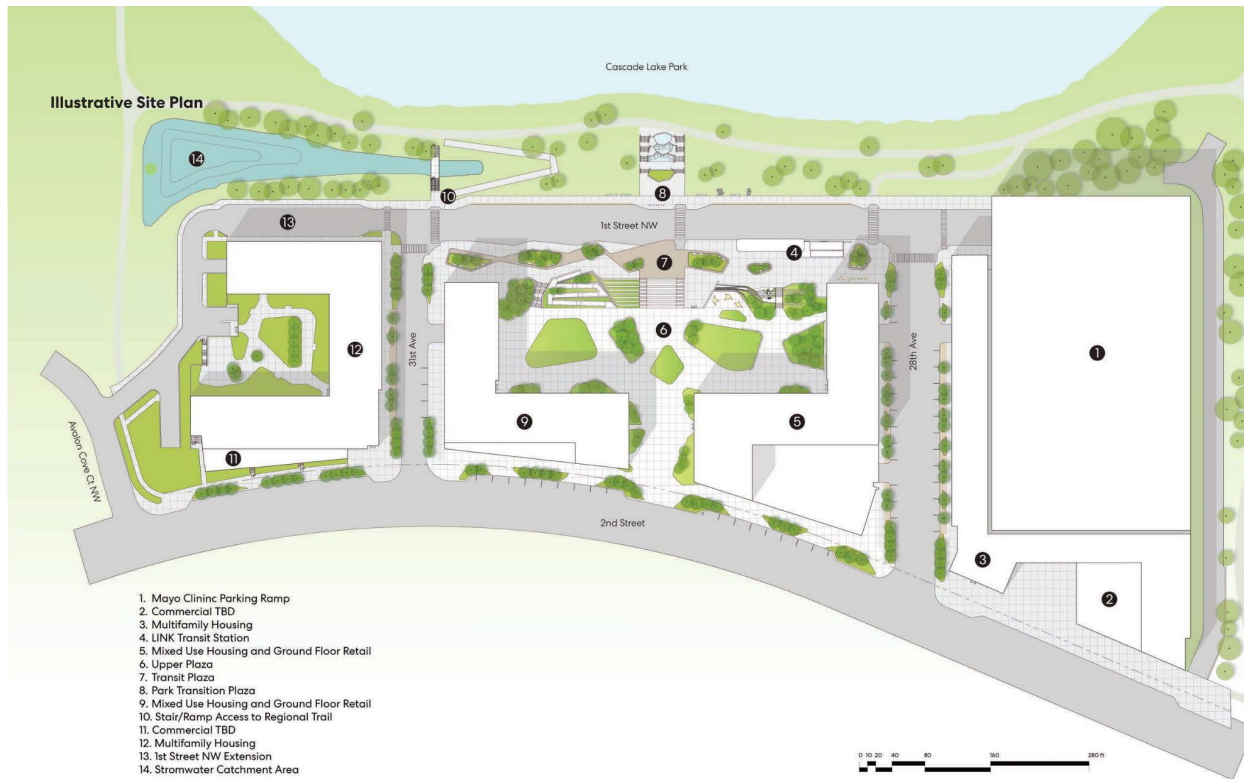 Cascade Lake Park
Illustrative Site Plan
14
10
8
13
1st Street NW
4
7
6
12
31st Ave
28th Ave
1
9
5
11
Avalon Cove Ct NW
2nd Street
3
2
1. Mayo Clininc Parking Ramp
2. Commercial TBD
3. Multifamily Housing
4. LINK Transit Station
5. Mixed Use Housing and Ground Floor Retail
6. Upper Plaza
7. Transit Plaza
8. Park Transition Plaza
9. Mixed Use Housing and Ground Floor Retail
10. Stair/Ramp Access to Regional Trail
11. Commercial TBD
12. Multifamily Housing
13. 1st Street NW Extension
14. Stromwater Catchment Area
0 10 20 40 80 160 280 ft